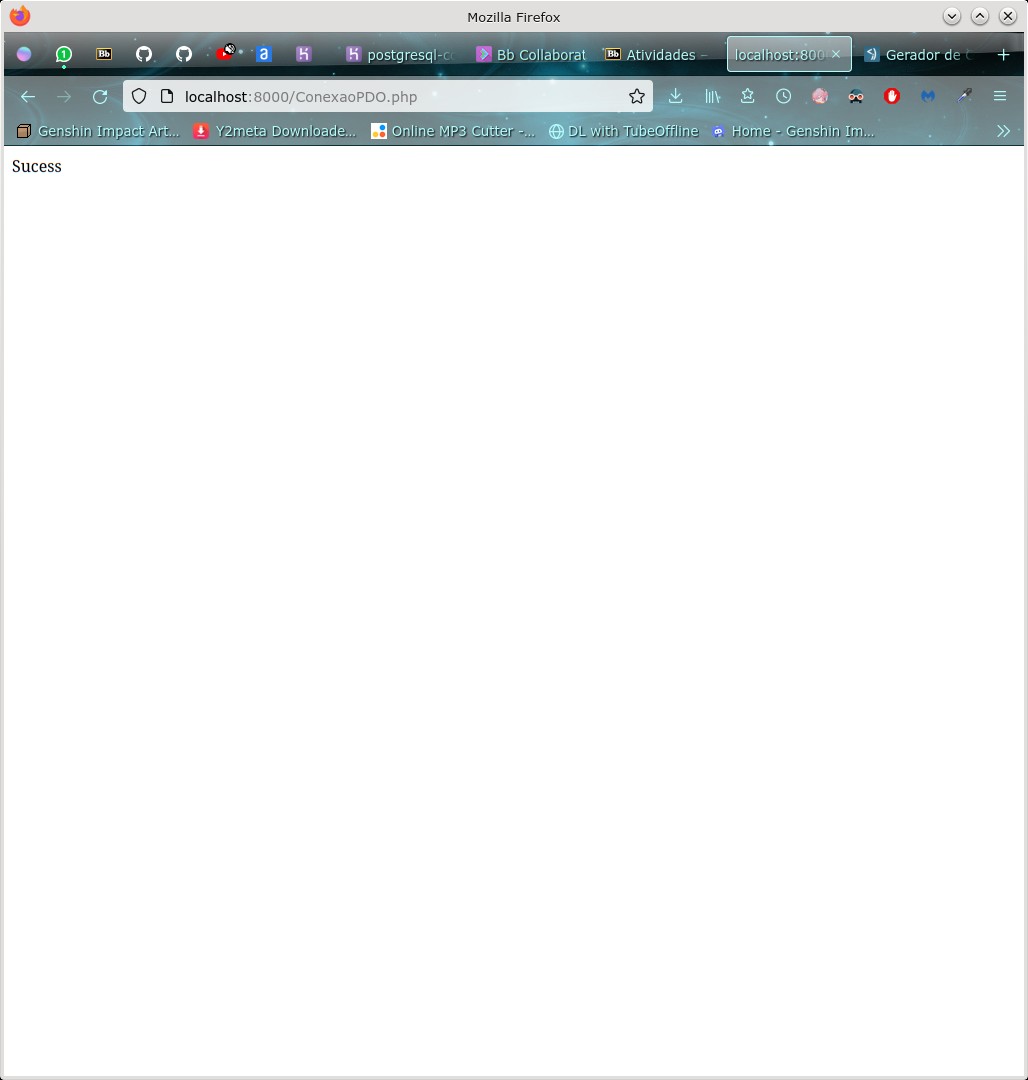 Mozilla Firefox
1 Bb a postgresql-co Bb Collaborat Bb Atividades – localhost:800 Gerador de
localhost:8000/ConexaoPDO.php
Genshin Impact Art... Y2meta Downloade... Online MP3 Cutter -... DL with TubeOffline Home - Genshin Im...
Sucess